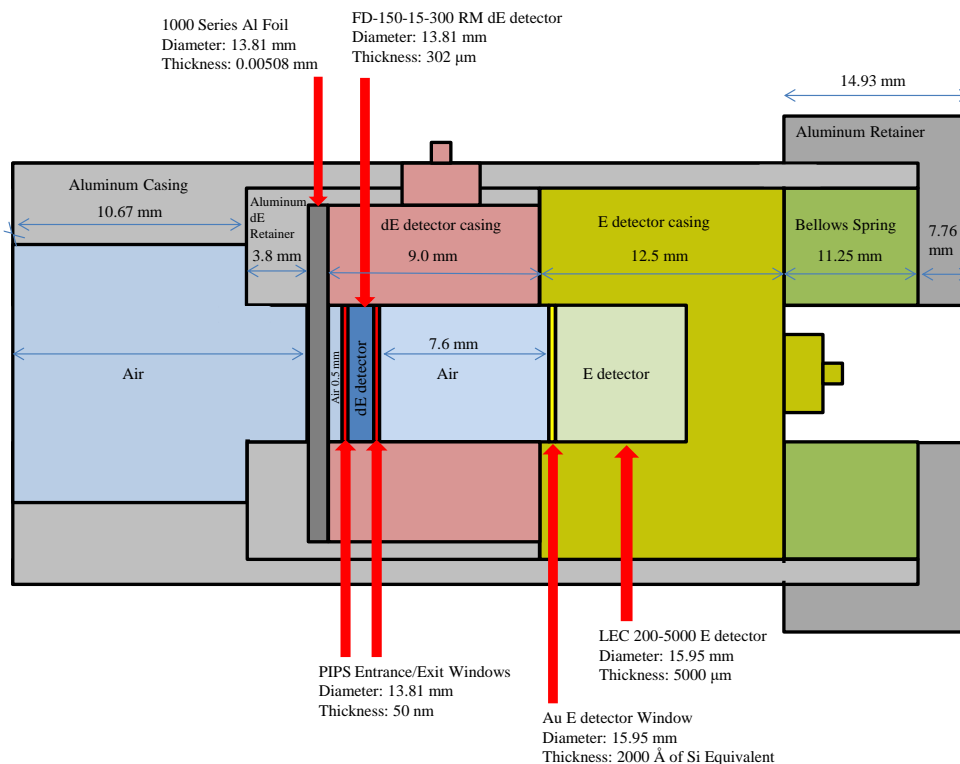 1000 Series Al Foil
Diameter: 13.81 mm
Thickness: 0.00508 mm
FD-150-15-300 RM dE detector
Diameter: 13.81 mm
Thickness: 302 μm
14.93 mm
Aluminum Retainer
Aluminum Casing
10.67 mm
Aluminum
dE
Retainer
3.8 mm
dE detector casing
9.0 mm
E detector casing
12.5 mm
Bellows Spring
11.25 mm
7.76
mm
Air
Air 0.5 mm
dE detector
7.6 mm
Air
E detector
PIPS Entrance/Exit Windows
Diameter: 13.81 mm
Thickness: 50 nm
LEC 200-5000 E detector
Diameter: 15.95 mm
Thickness: 5000 μm
Au E detector Window
Diameter: 15.95 mm
Thickness: 2000 Å of Si Equivalent